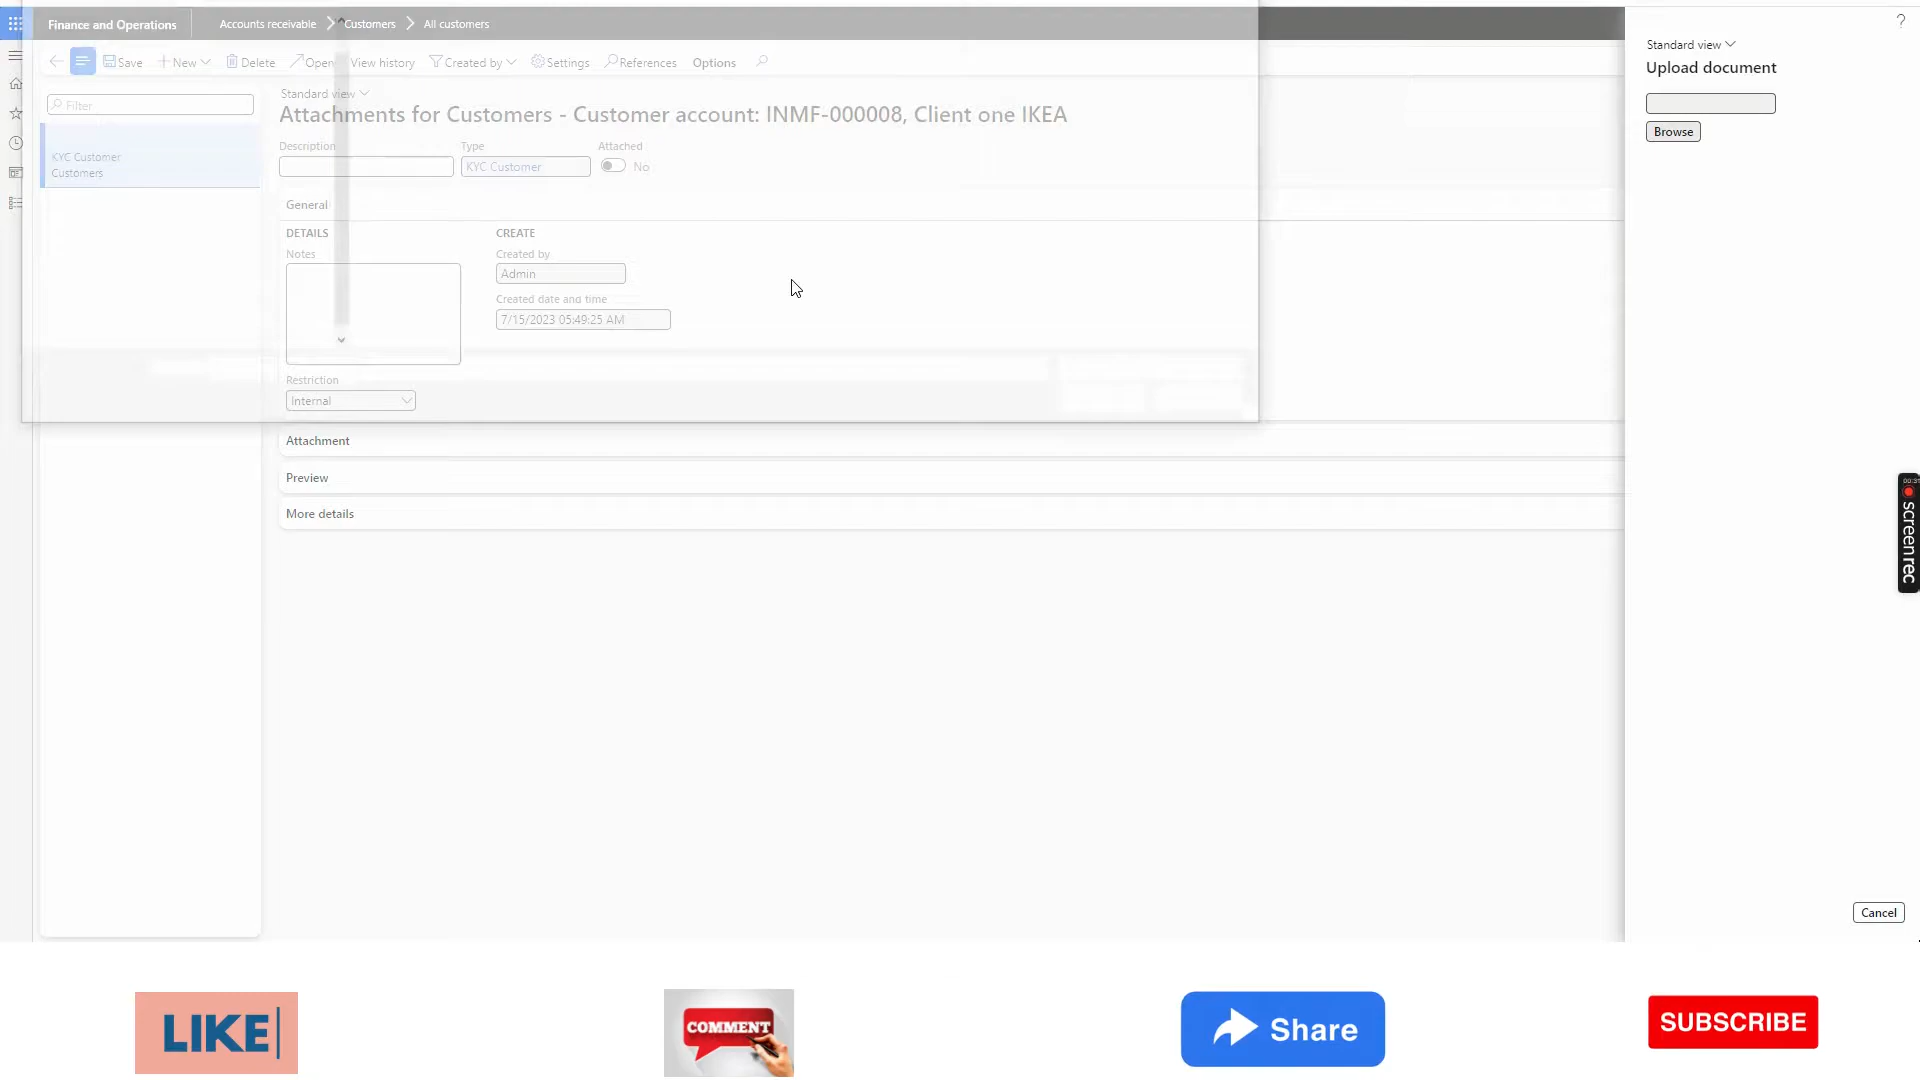 Finance and Operations
Accounts receivable
Customers
All customers
?
Save
New
Delete
Open
View history
Created by
Settings
References
Options
Filter
KYC Customer
Customers
Standard view
Attachments for Customers - Customer account: INMF-000008, Client one IKEA
Description
Type
Attached
KYC Customer
No
General
DETAILS
CREATE
Notes
Created by
Admin
Created date and time
7/15/2023 05:49:25 AM
Restriction
Internal
Attachment
Preview
More details
Standard view
Upload document
Browse
Cancel
screenrec
LIKE
COMMENT
Share
SUBSCRIBE